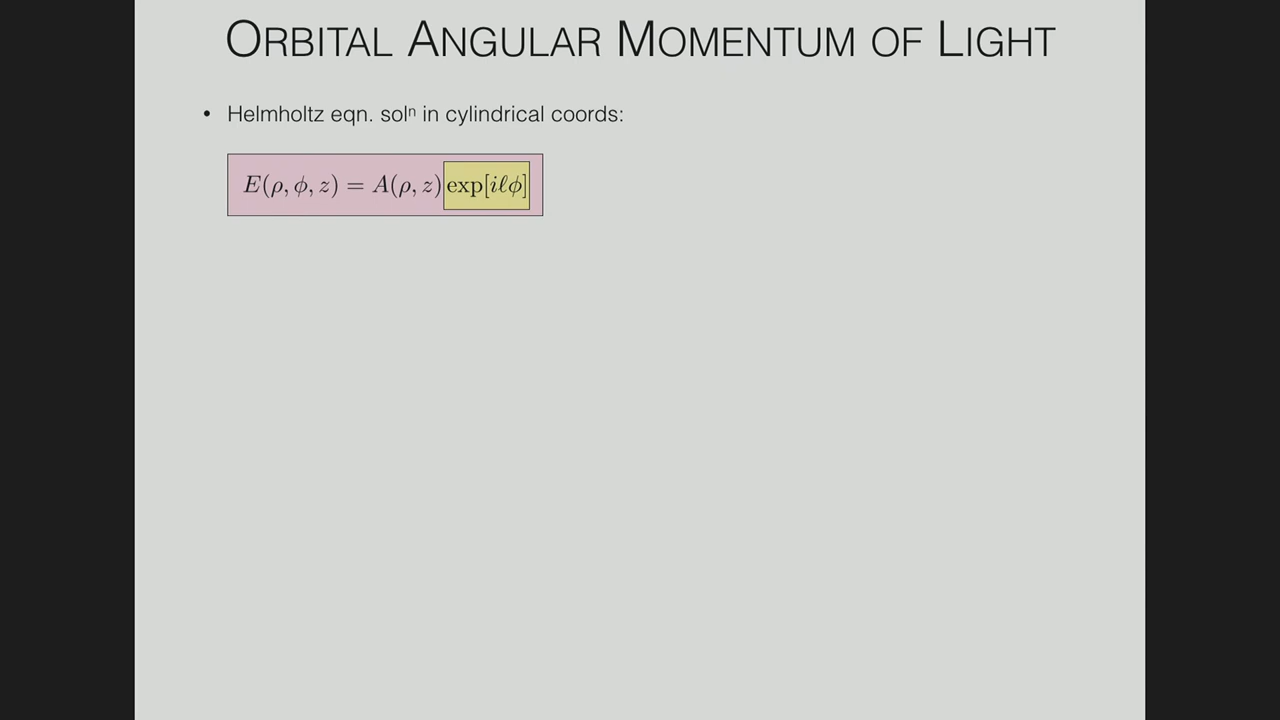 ORBITAL ANGULAR MOMENTUM OF LIGHT
• Helmholtz eqn. solⁿ in cylindrical coords:
E(ρ, ϕ, z) = A(ρ, z) exp[iℓϕ]